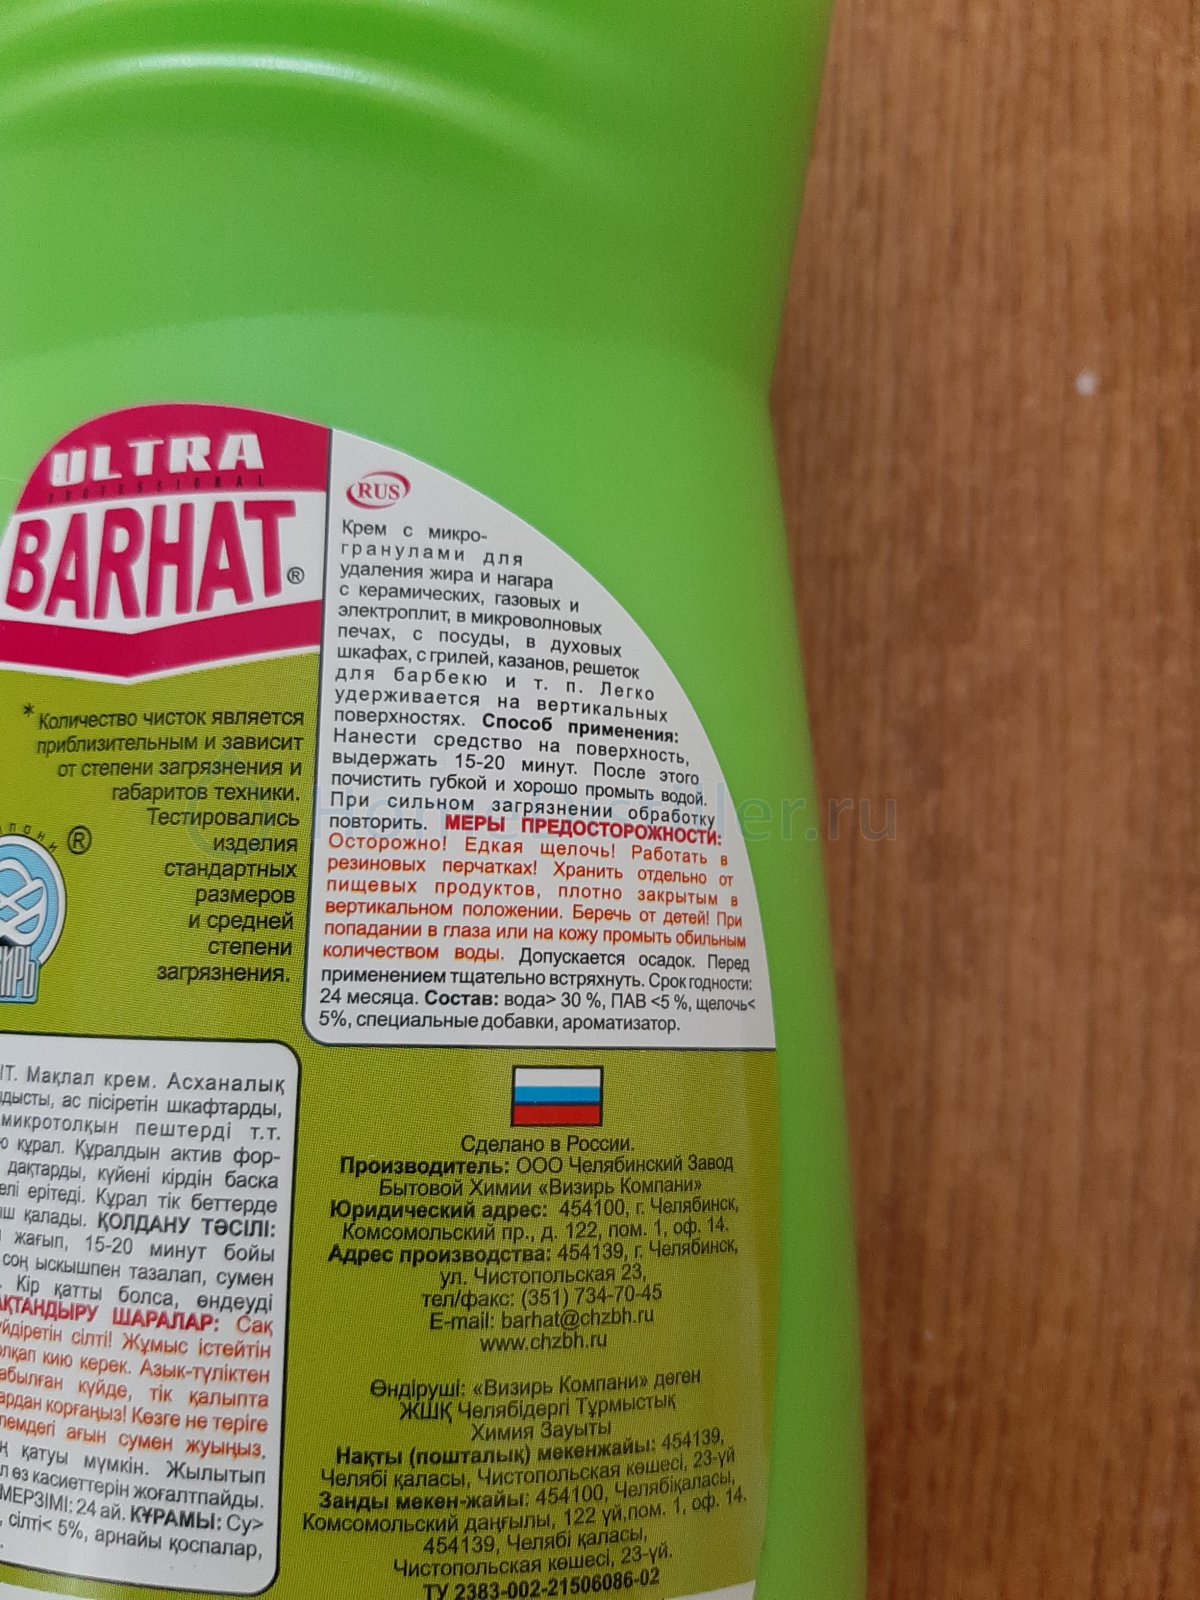 ULTRA
PROFESSIONAL
BARHAT®
* Количество чисток является
приблизительным и зависит
от степени загрязнения и
габаритов техники.
Тестировались
изделия
стандартных
размеров
и средней
степени
загрязнения.
®
RUS
Крем с микро-
гранулами для
удаления жира и нагара
с керамических, газовых и
электроплит, в микроволновых
печах, с посуды, в духовых
шкафах, с грилей, казанов, решеток
для барбекю и т. п. Легко
удерживается на вертикальных
поверхностях. Способ применения:
Нанести средство на поверхность,
выдержать 15-20 минут. После этого
почистить губкой и хорошо промыть водой.
При сильном загрязнении обработку
повторить. МЕРЫ ПРЕДОСТОРОЖНОСТИ:
Осторожно! Едкая щелочь! Работать в
резиновых перчатках! Хранить отдельно от
пищевых продуктов, плотно закрытым в
вертикальном положении. Беречь от детей! При
попадании в глаза или на кожу промыть обильным
количеством воды. Допускается осадок. Перед
применением тщательно встряхнуть. Срок годности:
24 месяца. Состав: вода> 30 %, ПАВ <5 %, щелочь<
5%, специальные добавки, ароматизатор.
Мақлал крем. Асханалық
ас пісіретін шкафтарды,
микротолқын пештерді т.т.
құрал. Құралдын актив фор-
дақтарды, күйені кірдін баска
ерітеді. Құрал тік беттерде
қалады. ҚОЛДАНУ ТӘСІЛІ:
жағып, 15-20 минут бойы
соң ыскышпен тазалап, сумен
Кір қатты болса, өндеуді
ШАРАЛАР: Сақ
сілті! Жұмыс істейтін
кию керек. Азык-түліктен
күйде, тік қалыпта
корғаңыз! Көзге не теріге
ағын сумен жуыңыз.
қатуы мүмкін. Жылытып
өз касиеттерін жоғалтпайды.
МЕРЗІМІ: 24 ай. ҚҰРАМЫ: Су>
, сілті< 5%, арнайы қоспалар,
Сделано в России.
Производитель: ООО Челябинский Завод
Бытовой Химии «Визирь Компани»
Юридический адрес: 454100, г. Челябинск,
Комсомольский пр., д. 122, пом. 1, оф. 14.
Адрес производства: 454139, г. Челябинск,
ул. Чистопольская 23,
тел/факс: (351) 734-70-45
E-mail: barhat@chzbh.ru
www.chzbh.ru
Өндіруші: «Визирь Компани» деген
ЖШҚ Челябідергі Тұрмыстық
Химия Зауыты
Нақты (пошталық) мекенжайы: 454139,
Челябі қаласы, Чистопольская көшесі, 23-үй
Занды мекен-жайы: 454100, Челябіқаласы,
Комсомольский даңғылы, 122 үй,пом. 1, оф. 14.
454139, Челябі қаласы,
Чистопольская көшесі, 23-үй.
ТУ 2383-002-21506086-02